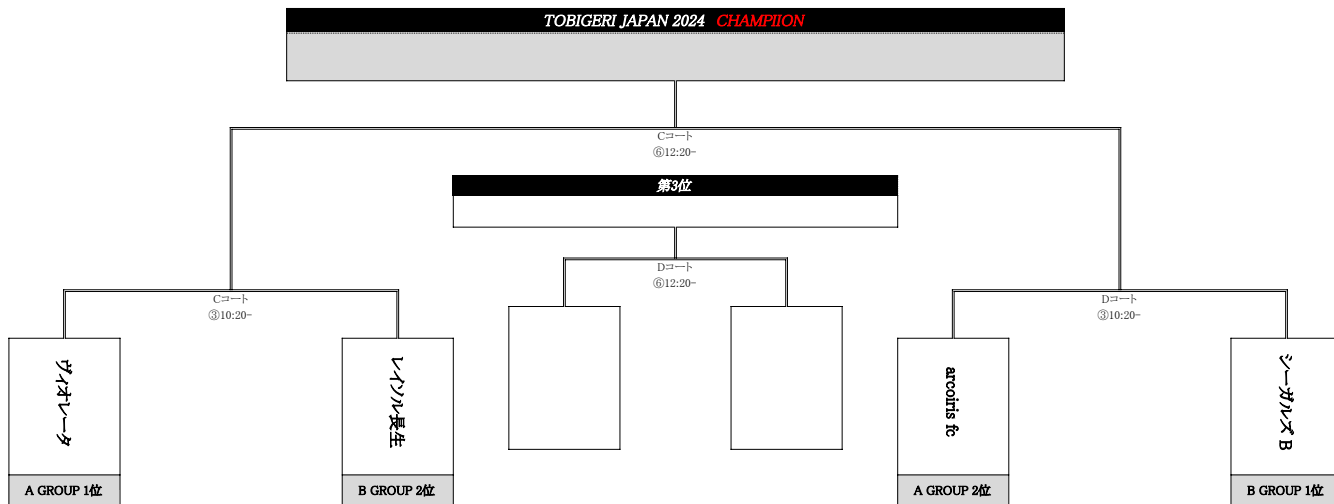 TOBIGERI JAPAN 2024 CHAMPIION
Cコート
⑥12:20-
第3位
Dコート
⑥12:20-
Cコート
③10:20-
Dコート
③10:20-
ヴィオレータ
レイソル長生
arcoiris fc
シーガルズ B
A GROUP 1位
B GROUP 2位
A GROUP 2位
B GROUP 1位